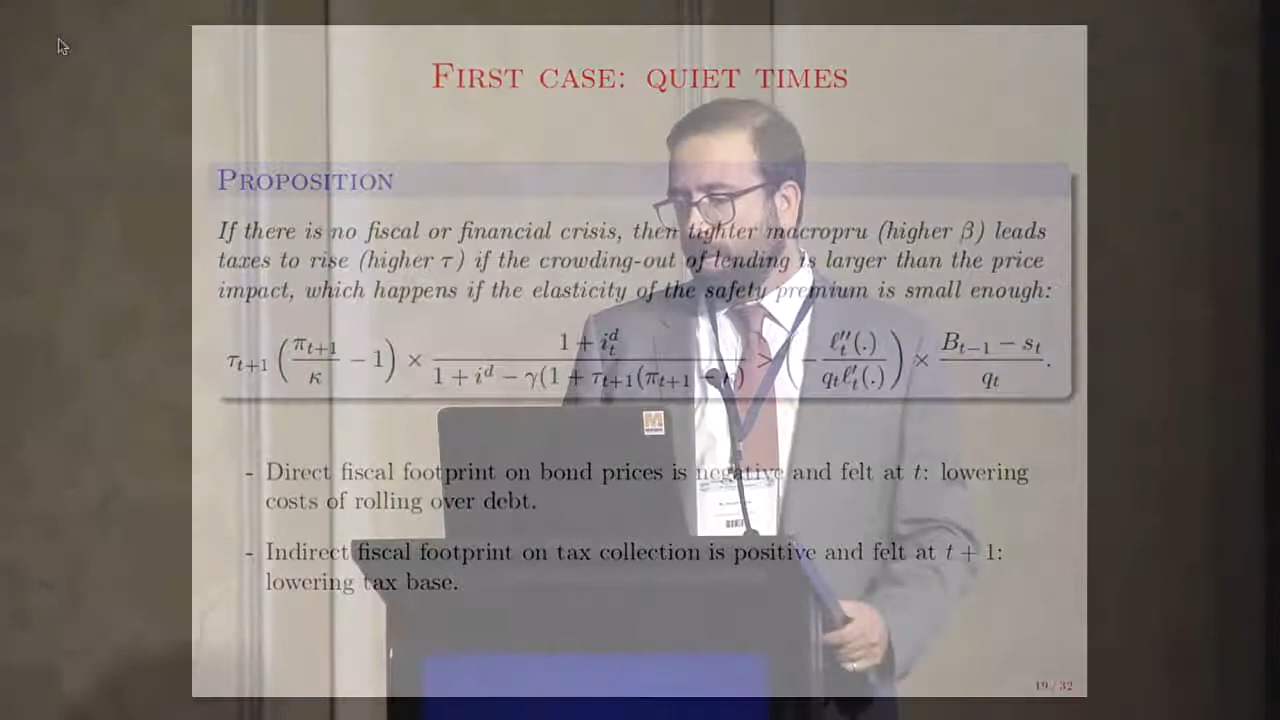 FIRST CASE: QUIET TIMES
PROPOSITION
If there is no fiscal or financial crisis, then tighter macropru (higher β) leads
taxes to rise (higher τ) if the crowding-out of lending is larger than the price
impact, which happens if the elasticity of the safety premium is small enough:
τ_{t+1} (π_{t+1}/κ − 1) × (1 + i_t^d)/(1 + i^d − γ(1 + τ_{t+1}(π_{t+1} − κ)) > (− ℓ_t''(.)/(q_t ℓ_t'(.))) × (B_{t−1} − s_t)/q_t .
- Direct fiscal footprint on bond prices is negative and felt at t: lowering
costs of rolling over debt.
- Indirect fiscal footprint on tax collection is positive and felt at t + 1:
lowering tax base.
19 / 32
M